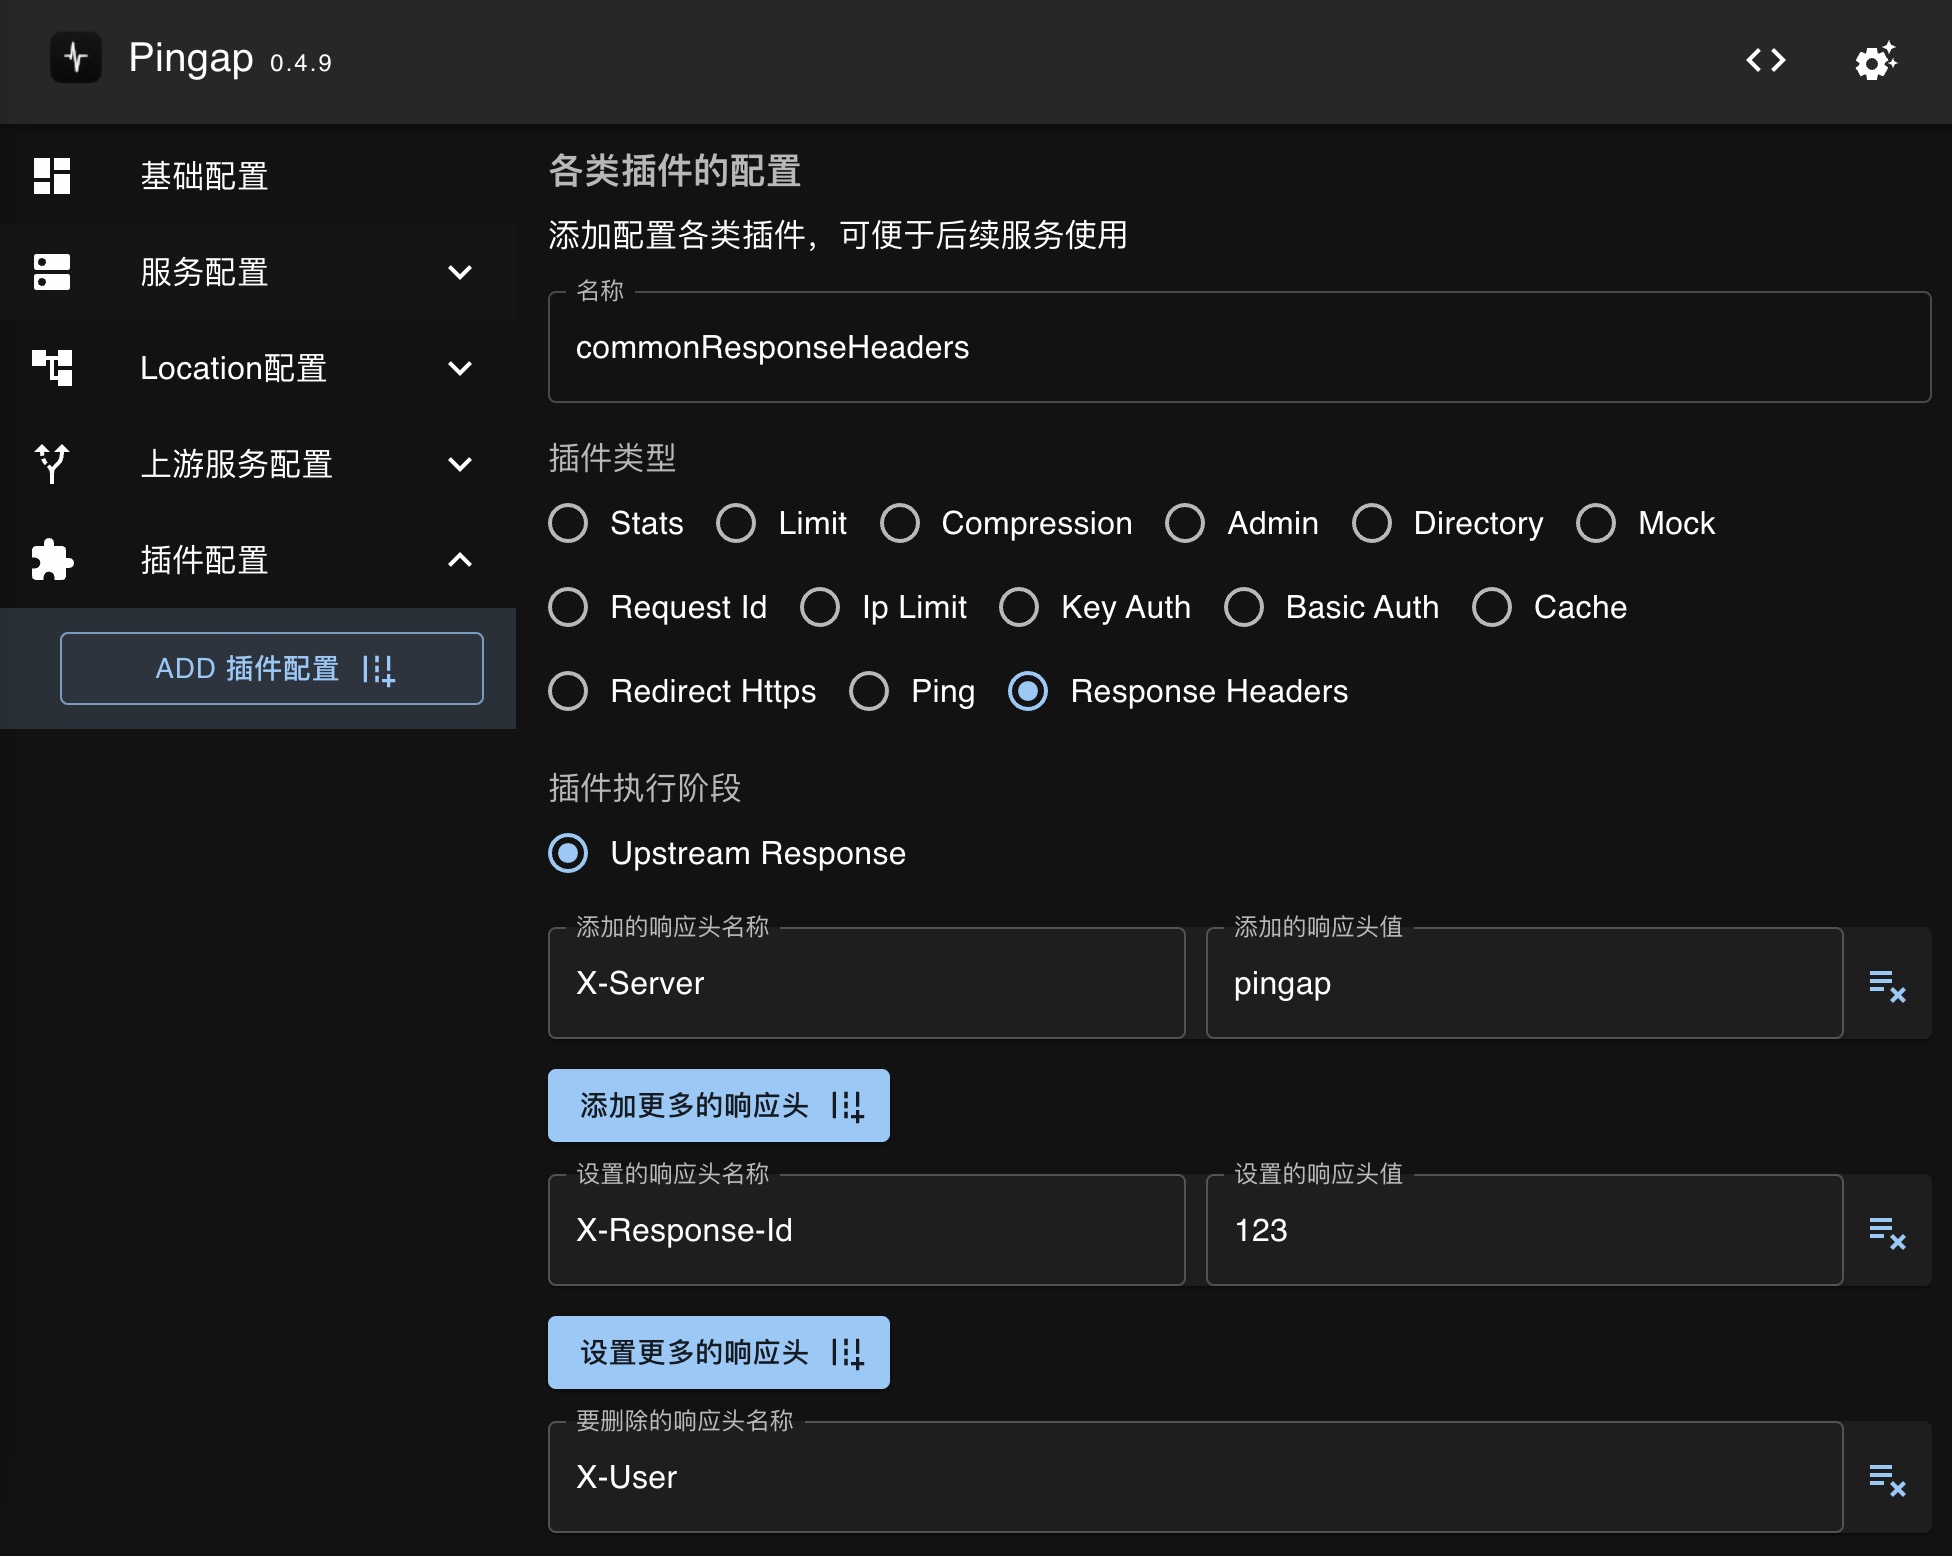 Pingap 0.4.9
基础配置
服务配置
Location配置
上游服务配置
插件配置
ADD 插件配置
各类插件的配置
添加配置各类插件，可便于后续服务使用
名称
commonResponseHeaders
插件类型
Stats Limit Compression Admin Directory Mock
Request Id Ip Limit Key Auth Basic Auth Cache
Redirect Https Ping Response Headers
插件执行阶段
Upstream Response
添加的响应头名称 添加的响应头值
X-Server pingap
添加更多的响应头
设置的响应头名称 设置的响应头值
X-Response-Id 123
设置更多的响应头
要删除的响应头名称
X-User